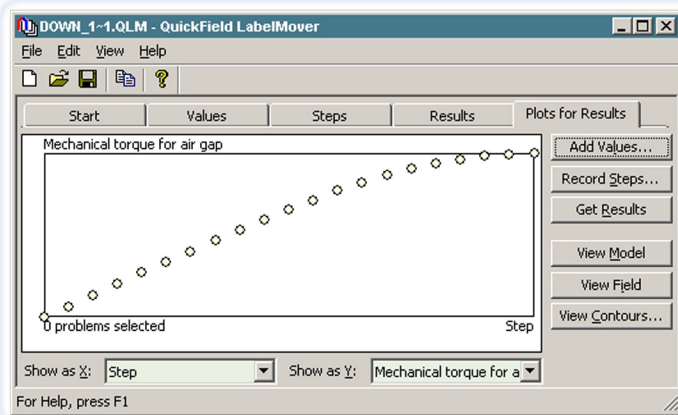 DOWN_1~1.QLM - QuickField LabelMover
File Edit View Help
Start Values Steps Results Plots for Results
Mechanical torque for air gap
0 problems selected Step
Add Values...
Record Steps...
Get Results
View Model
View Field
View Contours...
Show as X: Step Show as Y: Mechanical torque for a
For Help, press F1